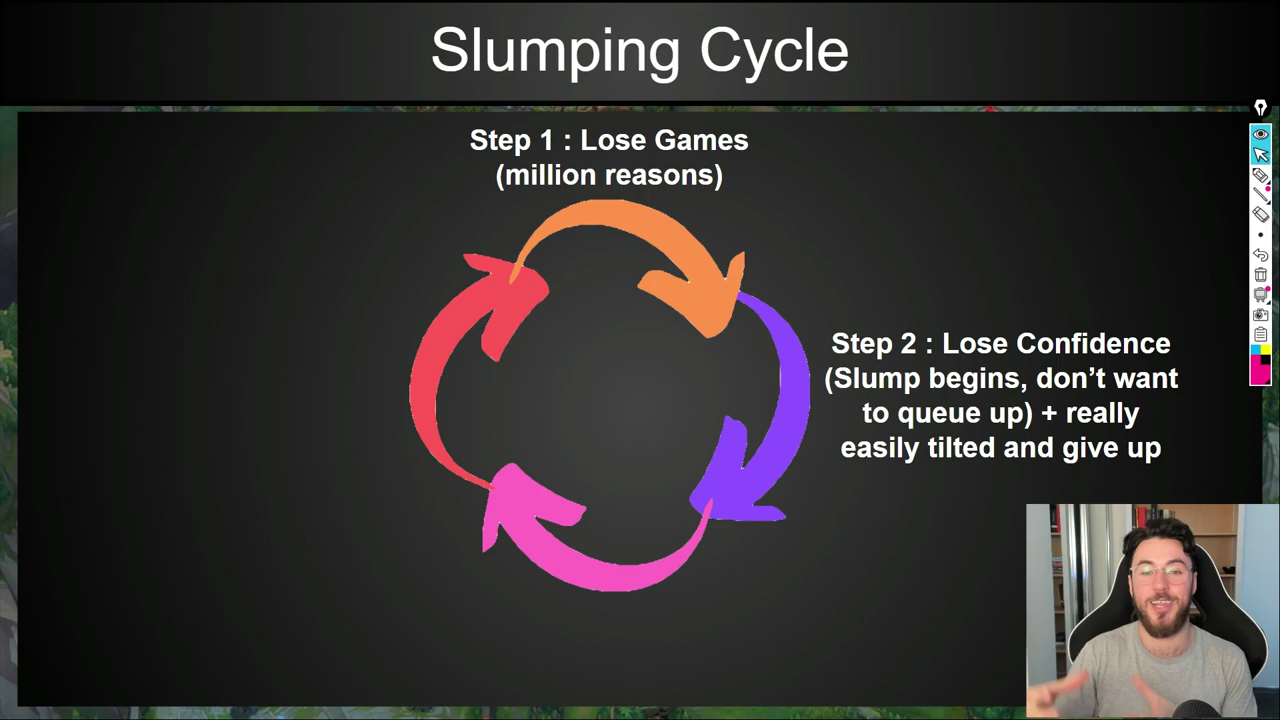 Slumping Cycle
Step 1 : Lose Games
(million reasons)
Step 2 : Lose Confidence
(Slump begins, don’t want
to queue up) + really
easily tilted and give up